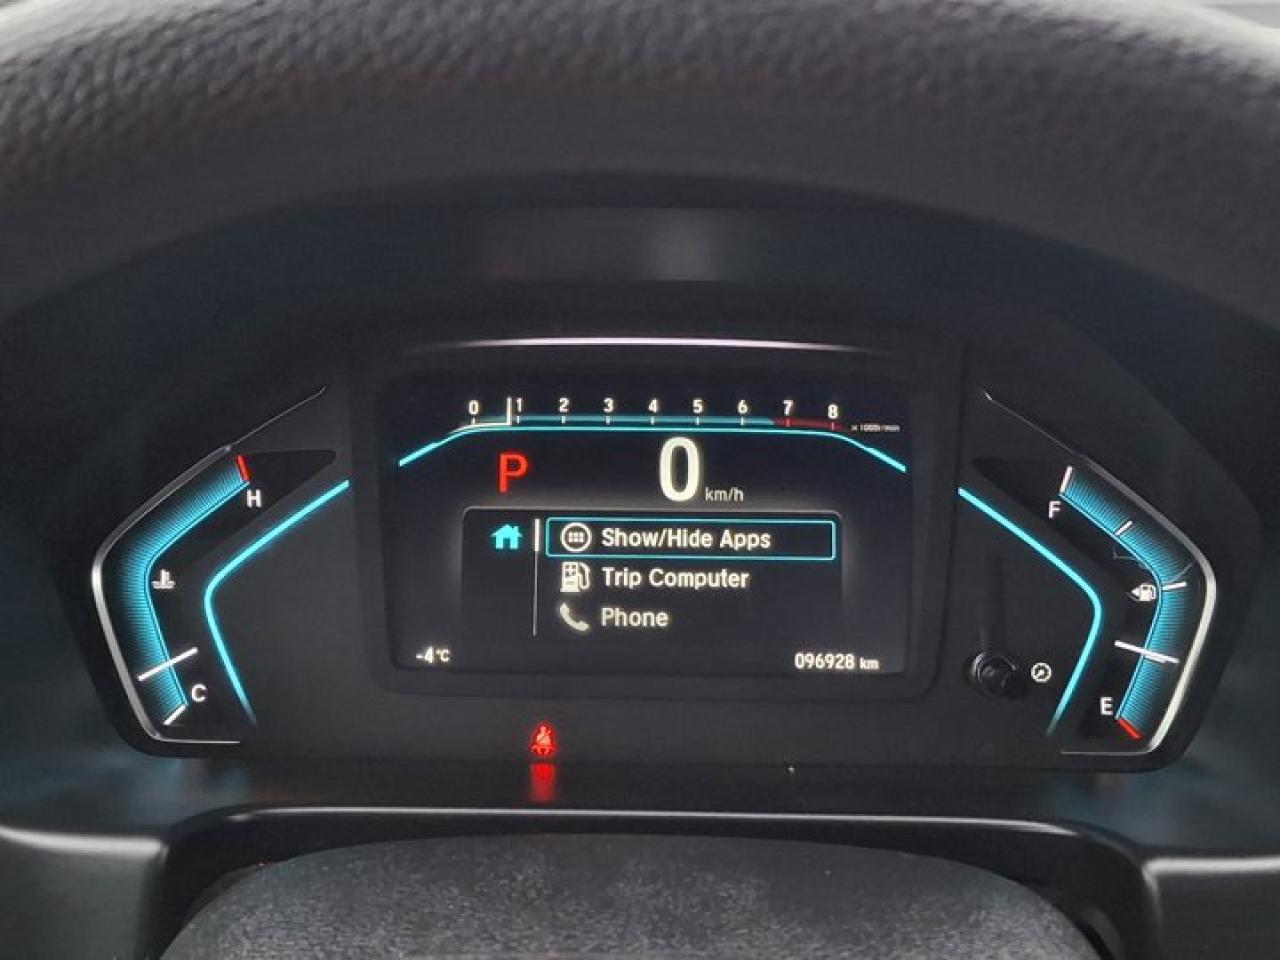 0 1 2 3 4 5 6 7 8
x1000r/min
P 0 km/h
H
F
Show/Hide Apps
Trip Computer
Phone
-4°C
096928 km
C
E